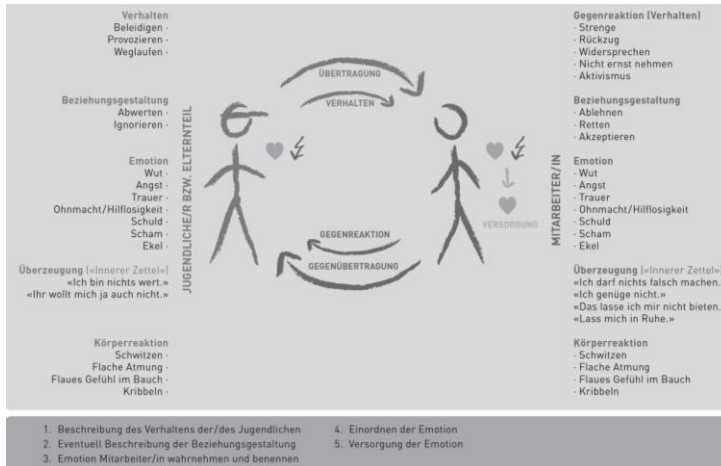 Verhalten
Beleidigen ·
Provozieren ·
Weglaufen ·
Beziehungsgestaltung
Abwerten ·
Ignorieren ·
Emotion
Wut ·
Angst ·
Trauer ·
Ohnmacht/Hilflosigkeit ·
Schuld ·
Scham ·
Ekel ·
Überzeugung («Innerer Zettel»)
«Ich bin nichts wert.»
«Ihr wollt mich ja auch nicht.»
Körperreaktion
Schwitzen ·
Flache Atmung ·
Flaues Gefühl im Bauch ·
Kribbeln ·
JUGENDLICHE/R BZW. ELTERNTEIL
ÜBERTRAGUNG
VERHALTEN
VERSORGUNG
GEGENREAKTION
GEGENÜBERTRAGUNG
MITARBEITER/IN
Gegenreaktion (Verhalten)
· Strenge
· Rückzug
· Widersprechen
· Nicht ernst nehmen
· Aktivismus
Beziehungsgestaltung
· Ablehnen
· Retten
· Akzeptieren
Emotion
· Wut
· Angst
· Trauer
· Ohnmacht/Hilflosigkeit
· Schuld
· Scham
· Ekel
Überzeugung («Innerer Zettel»)
«Ich darf nichts falsch machen.
«Ich genüge nicht.»
«Das lasse ich mir nicht bieten.
«Lass mich in Ruhe.»
Körperreaktion
· Schwitzen
· Flache Atmung
· Flaues Gefühl im Bauch
· Kribbeln
1. Beschreibung des Verhaltens der/des Jugendlichen
2. Eventuell Beschreibung der Beziehungsgestaltung
3. Emotion Mitarbeiter/in wahrnehmen und benennen
4. Einordnen der Emotion
5. Versorgung der Emotion